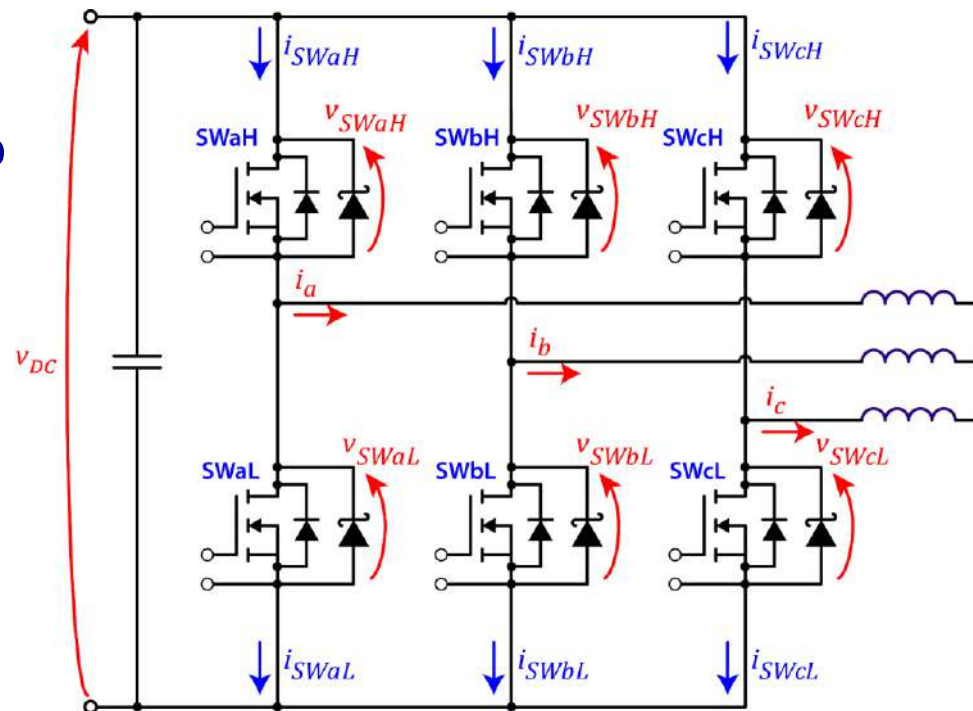 i_SWaH i_SWbH i_SWcH
v_SWaH v_SWbH v_SWcH
SWaH SWbH SWcH
i_a
v_DC
i_b
i_c
v_SWaL v_SWbL v_SWcL
SWaL SWbL SWcL
i_SWaL i_SWbL i_SWcL